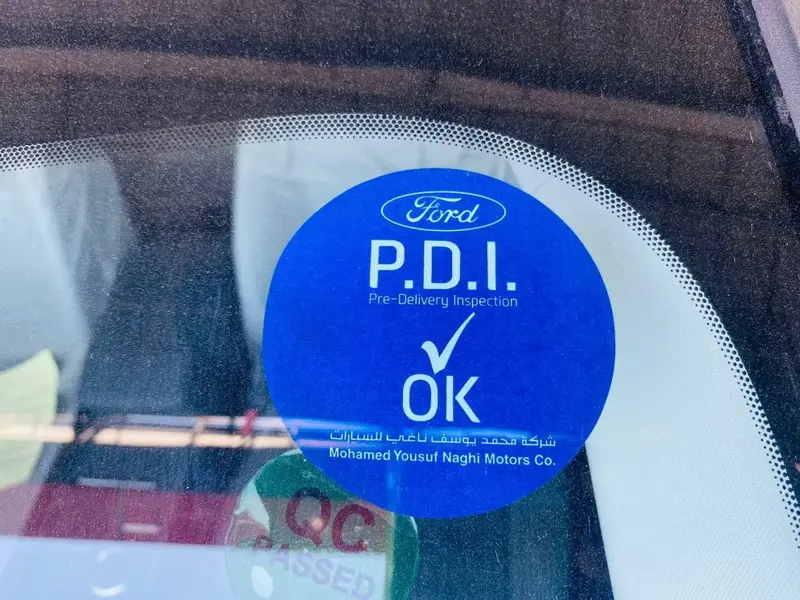 Ford
P.D.I.
Pre-Delivery Inspection
OK
شركة محمد يوسف ناغي للسيارات
Mohamed Yousuf Naghi Motors Co.
QC
PASSED